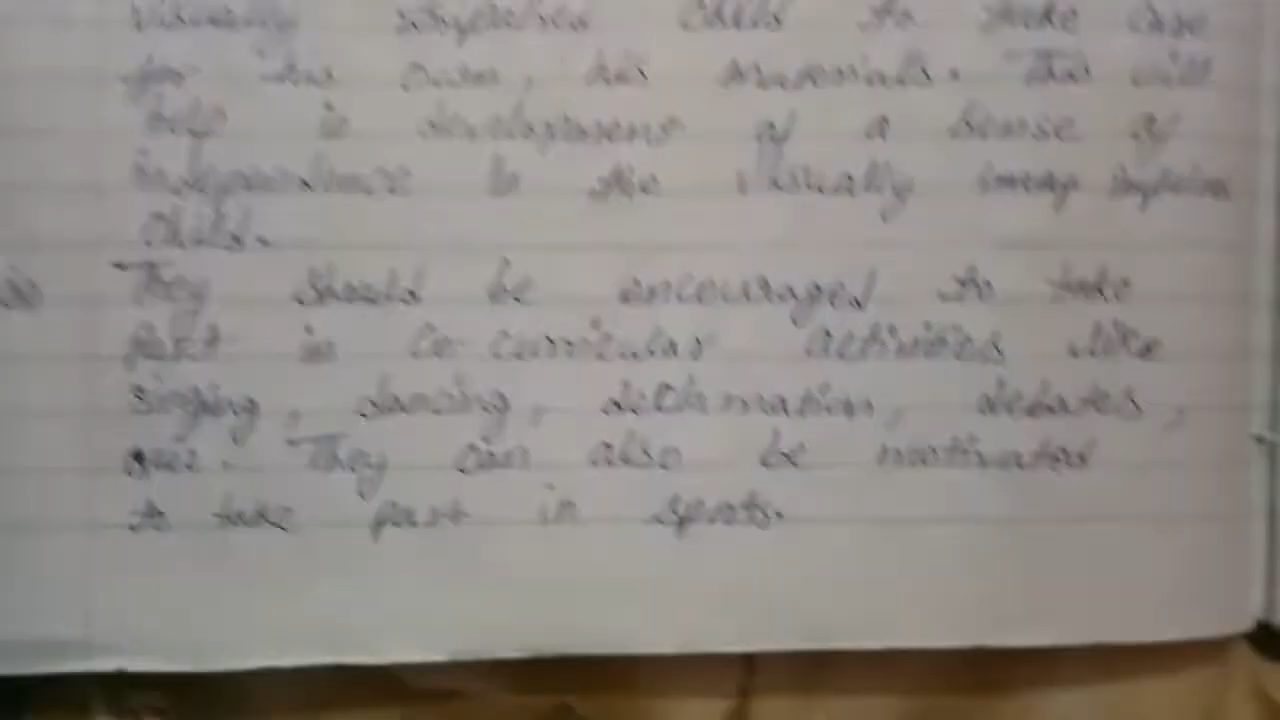 visually impaired child to take care
for his own, his materials. This will
help in development of a sense of
independence in the visually impair
child.
They should be encouraged to take
part in co-curricular activities like
singing, dancing, declamation, debates,
quiz. They can also be motivated
to take part in sports.